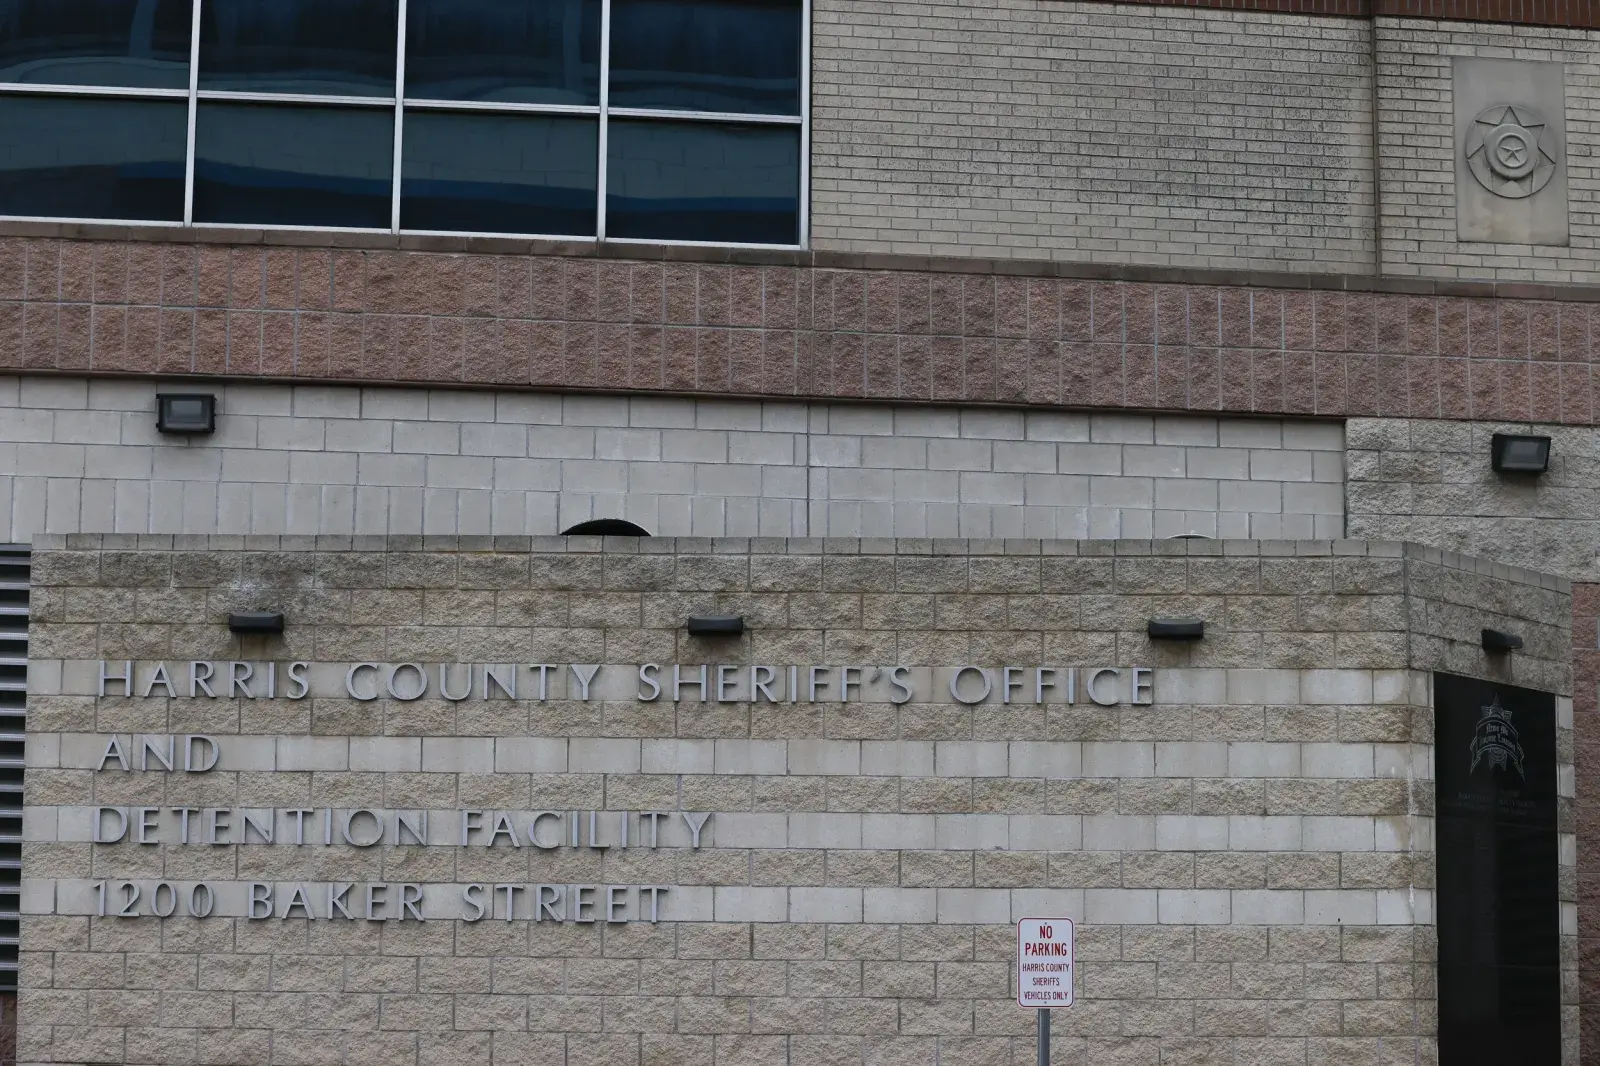 HARRIS COUNTY SHERIFF'S OFFICE
AND
DETENTION FACILITY
1200 BAKER STREET
NO
PARKING
HARRIS COUNTY
SHERIFFS
VEHICLES ONLY